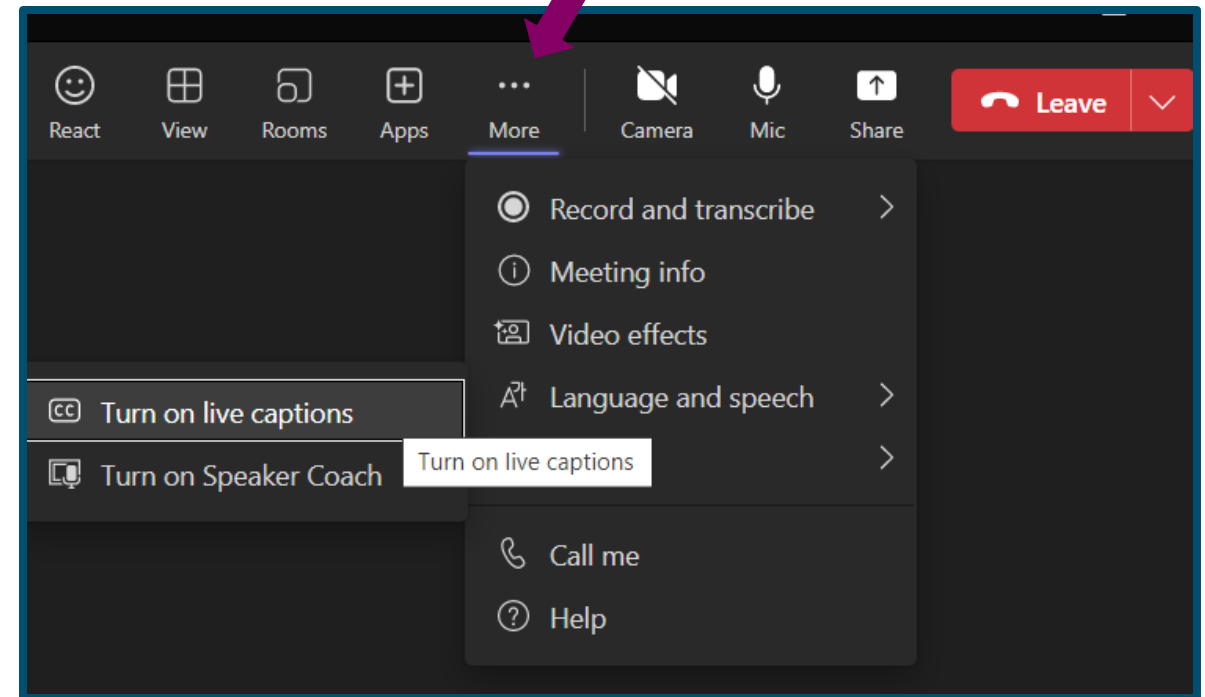 React View Rooms Apps More Camera Mic Share Leave
Record and transcribe
Meeting info
Video effects
Language and speech
Turn on live captions
Turn on Speaker Coach
Turn on live captions
Call me
Help